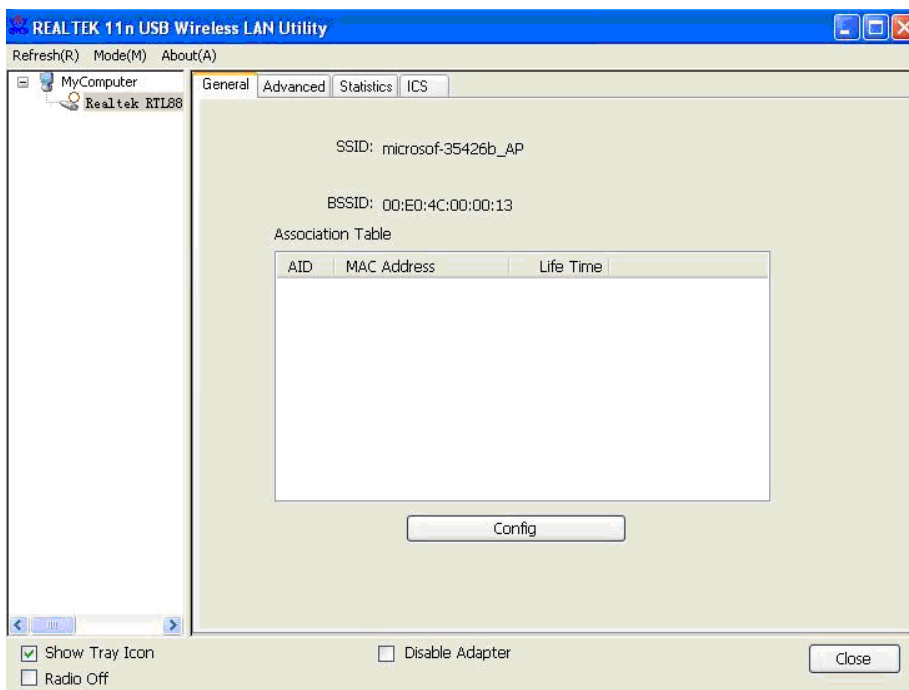 REALTEK 11n USB Wireless LAN Utility
Refresh(R) Mode(M) About(A)
MyComputer
Realtek RTL88
General Advanced Statistics ICS
SSID: microsof-35426b_AP
BSSID: 00:E0:4C:00:00:13
Association Table
AID MAC Address Life Time
Config
Show Tray Icon
Disable Adapter
Close
Radio Off